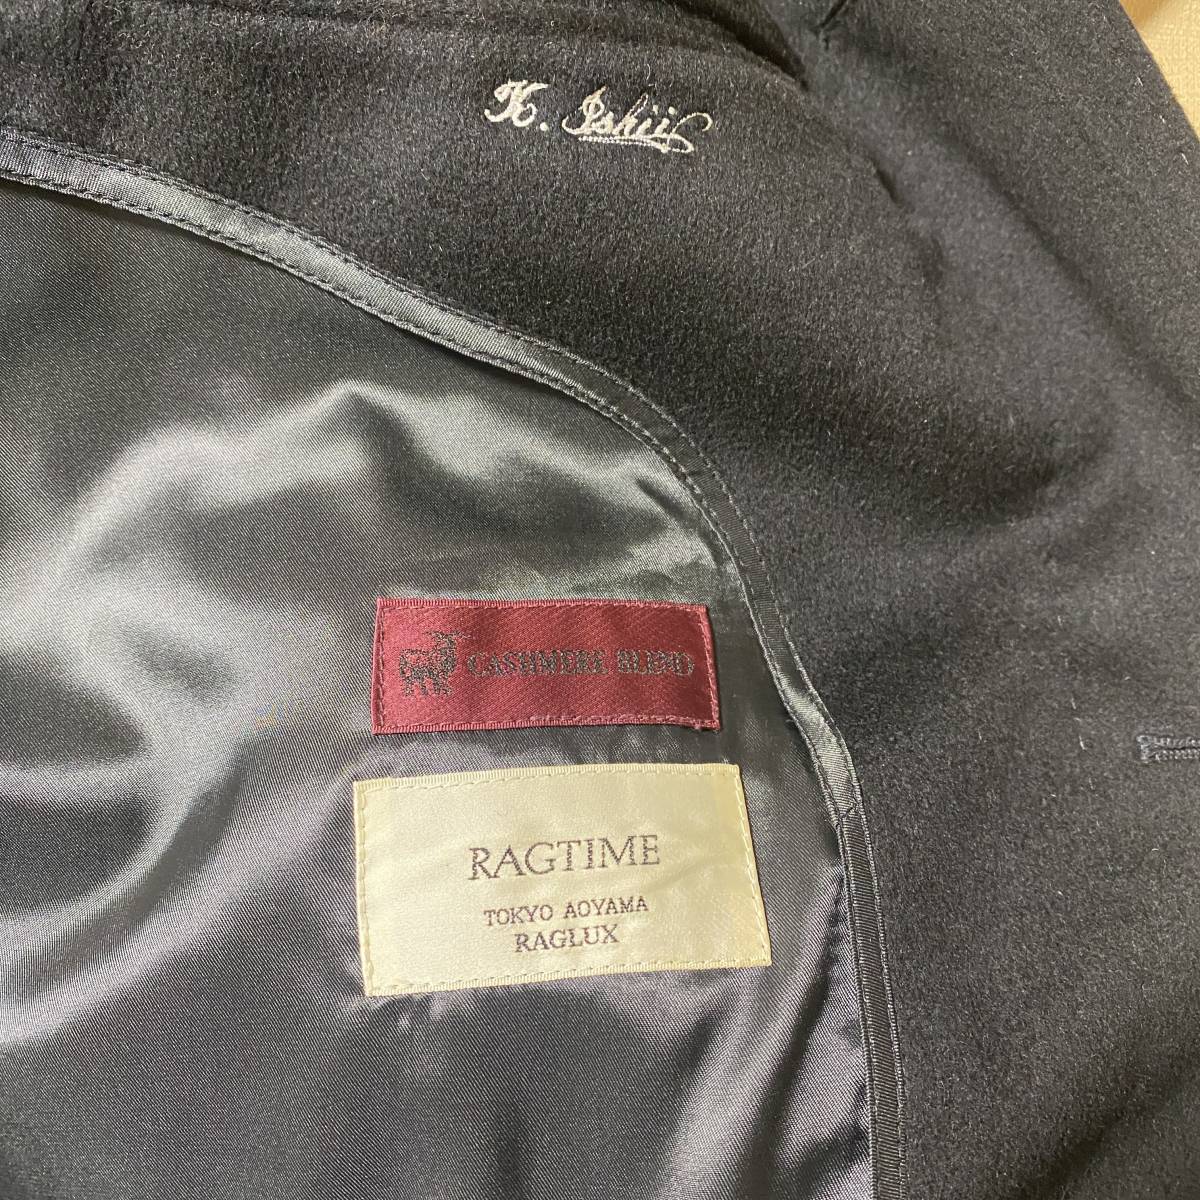 K. Ishii
CASHMERE BLEND
RAGTIME
TOKYO AOYAMA
RAGLUX